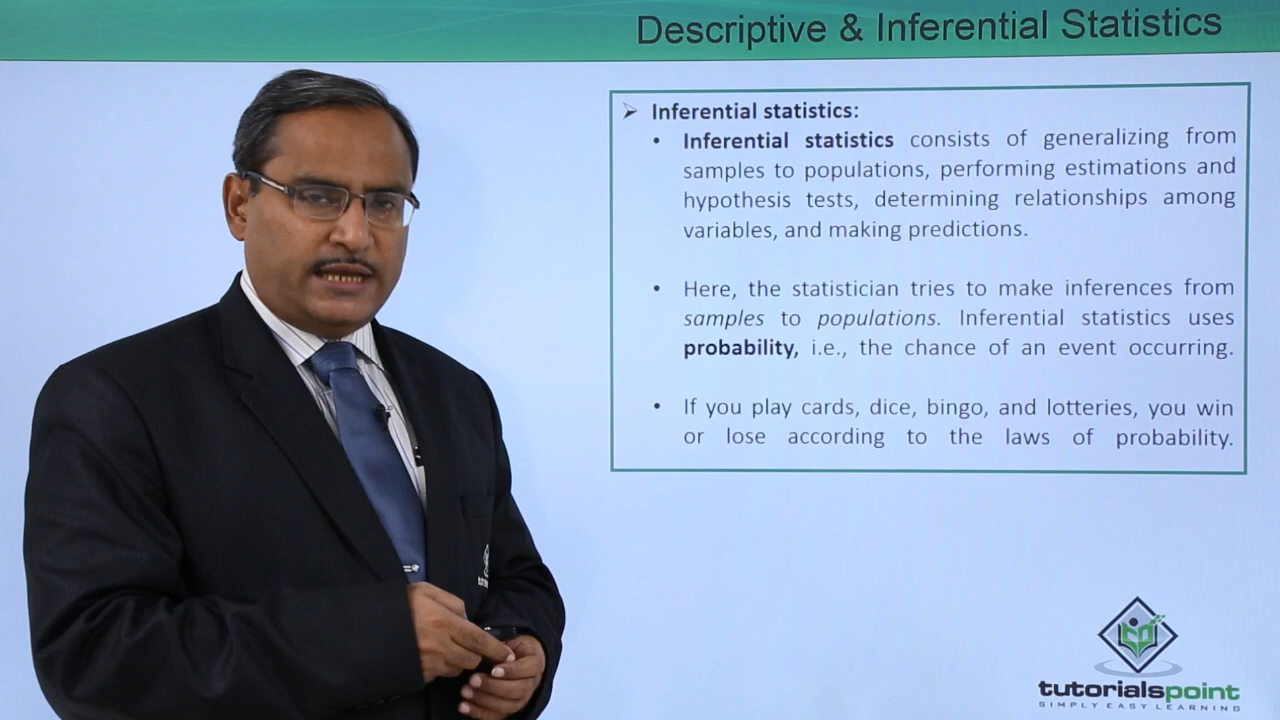 Descriptive & Inferential Statistics
➢ Inferential statistics:
• Inferential statistics consists of generalizing from
samples to populations, performing estimations and
hypothesis tests, determining relationships among
variables, and making predictions.
• Here, the statistician tries to make inferences from
samples to populations. Inferential statistics uses
probability, i.e., the chance of an event occurring.
• If you play cards, dice, bingo, and lotteries, you win
or lose according to the laws of probability.
tutorialspoint
SIMPLY EASY LEARNING